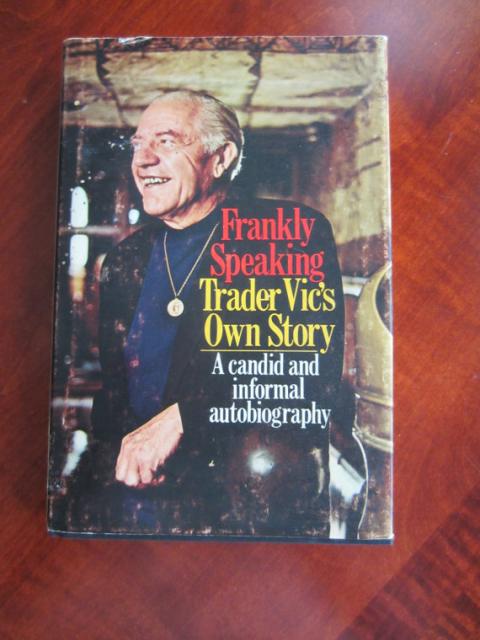 Frankly
Speaking
Trader Vic's
Own Story
A candid and
informal
autobiography